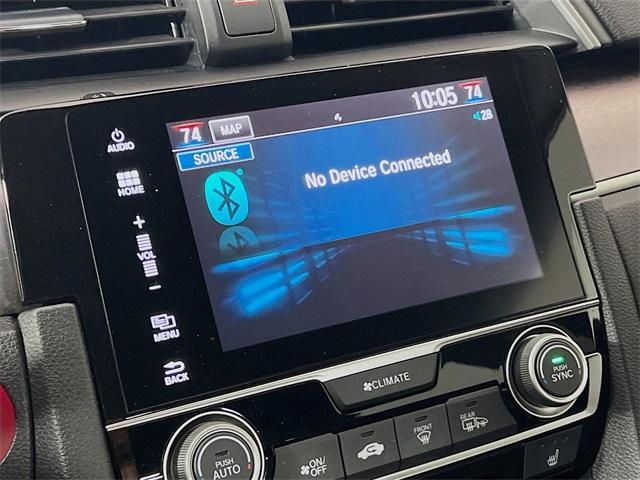 10:05
74
74
MAP
28
SOURCE
No Device Connected
AUDIO
HOME
+
VOL
-
MENU
BACK
CLIMATE
PUSH
SYNC
PUSH
AUTO
ON/
OFF
FRONT
REAR